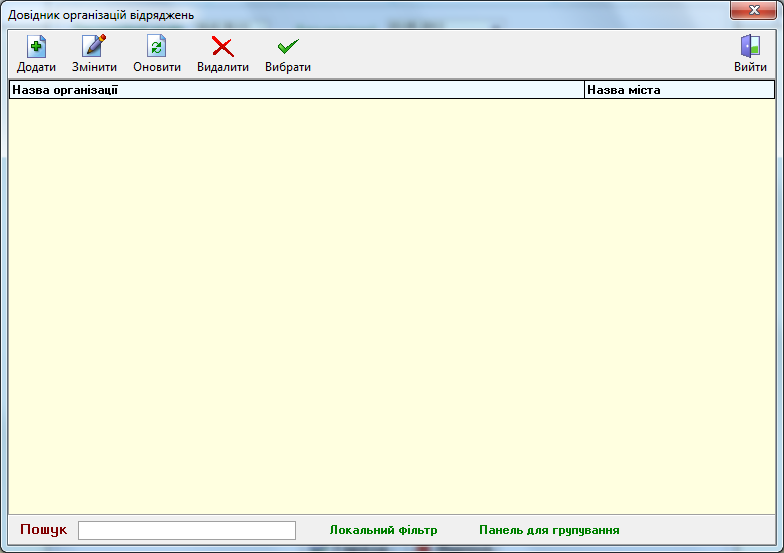 Довідник організацій відряджень
Додати Змінити Оновити Видалити Вибрати Вийти
Назва організації Назва міста
Пошук Локальний фільтр Панель для групування